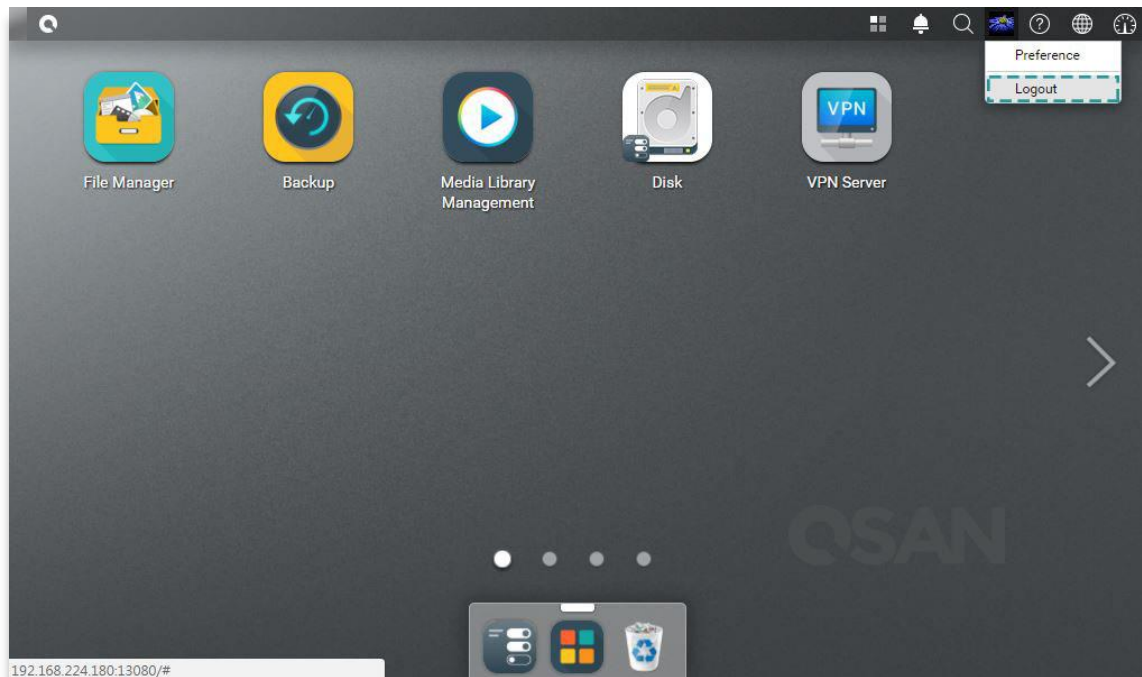 Preference
Logout
VPN
File Manager
Backup
Media Library
Management
Disk
VPN Server
QSAN
192.168.224.180:13080/#